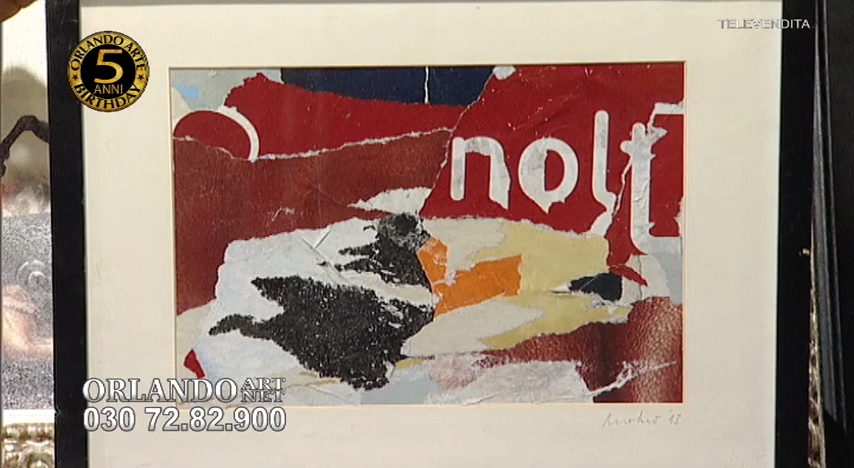 ORLANDO ARTE
5
ANNI
BIRTHDAY
TELEVENDITA
nolt
ORLANDO ART NET
030 72.82.900